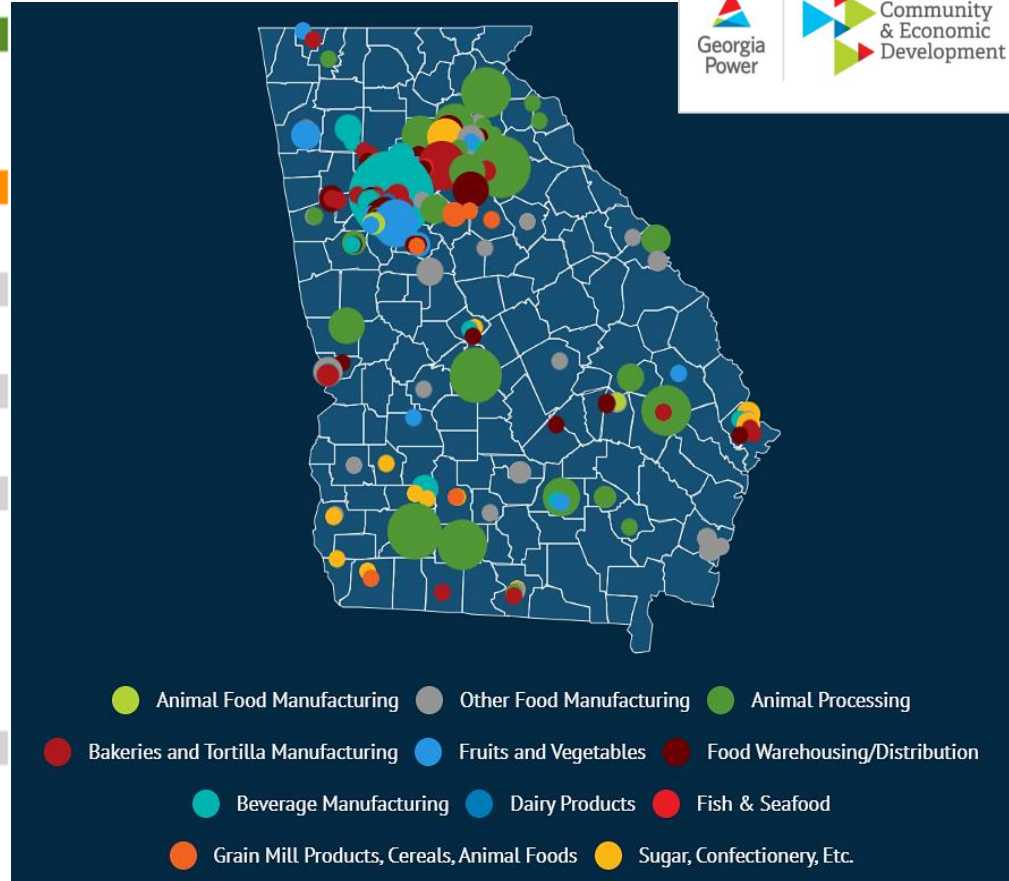 Georgia
Power
Community
& Economic
Development
Animal Food Manufacturing
Other Food Manufacturing
Animal Processing
Bakeries and Tortilla Manufacturing
Fruits and Vegetables
Food Warehousing/Distribution
Beverage Manufacturing
Dairy Products
Fish & Seafood
Grain Mill Products, Cereals, Animal Foods
Sugar, Confectionery, Etc.